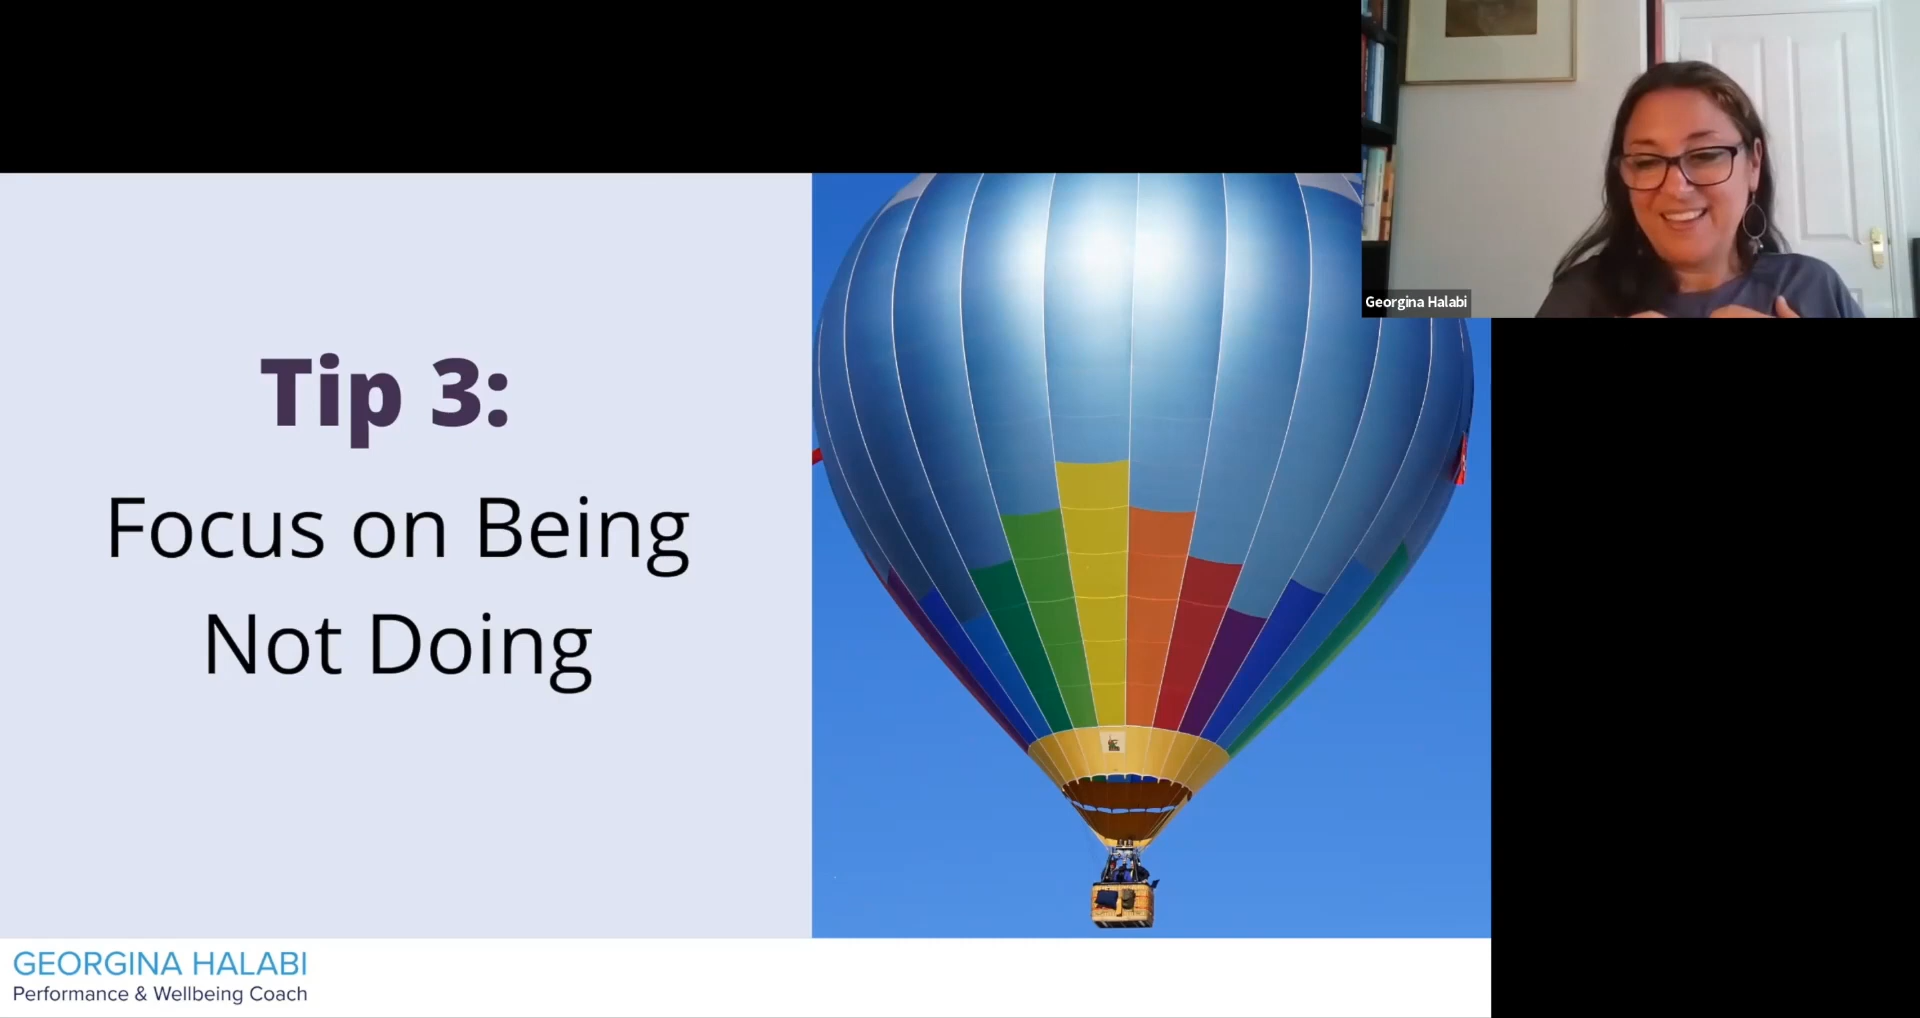 Georgina Halabi
Tip 3:
Focus on Being
Not Doing
GEORGINA HALABI
Performance & Wellbeing Coach